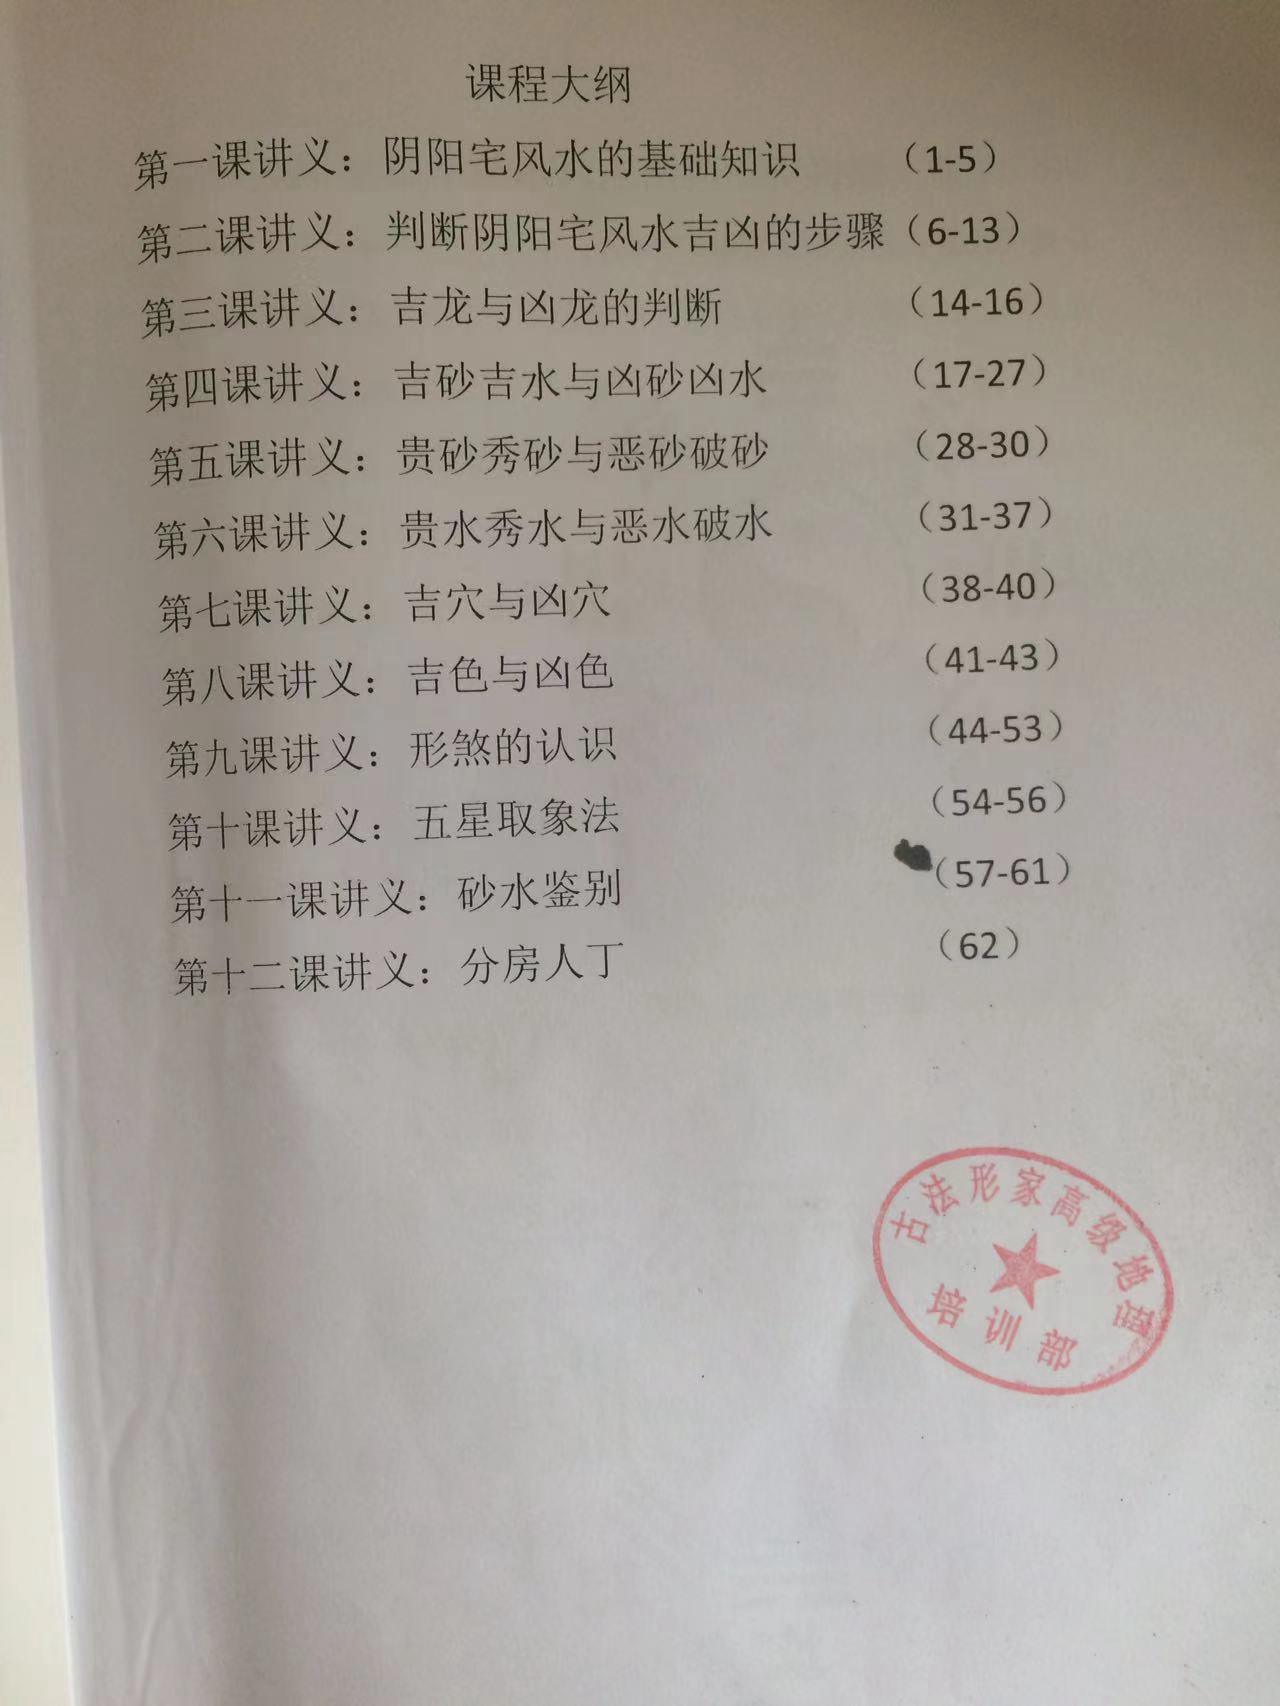 课程大纲
第一课讲义：阴阳宅风水的基础知识 （1-5）
第二课讲义：判断阴阳宅风水吉凶的步骤（6-13）
第三课讲义：吉龙与凶龙的判断 （14-16）
第四课讲义：吉砂吉水与凶砂凶水 （17-27）
第五课讲义：贵砂秀砂与恶砂破砂 （28-30）
第六课讲义：贵水秀水与恶水破水 （31-37）
第七课讲义：吉穴与凶穴 （38-40）
第八课讲义：吉色与凶色 （41-43）
第九课讲义：形煞的认识 （44-53）
第十课讲义：五星取象法 （54-56）
第十一课讲义：砂水鉴别 （57-61）
第十二课讲义：分房人丁 （62）
古法形家高级地理
培训部